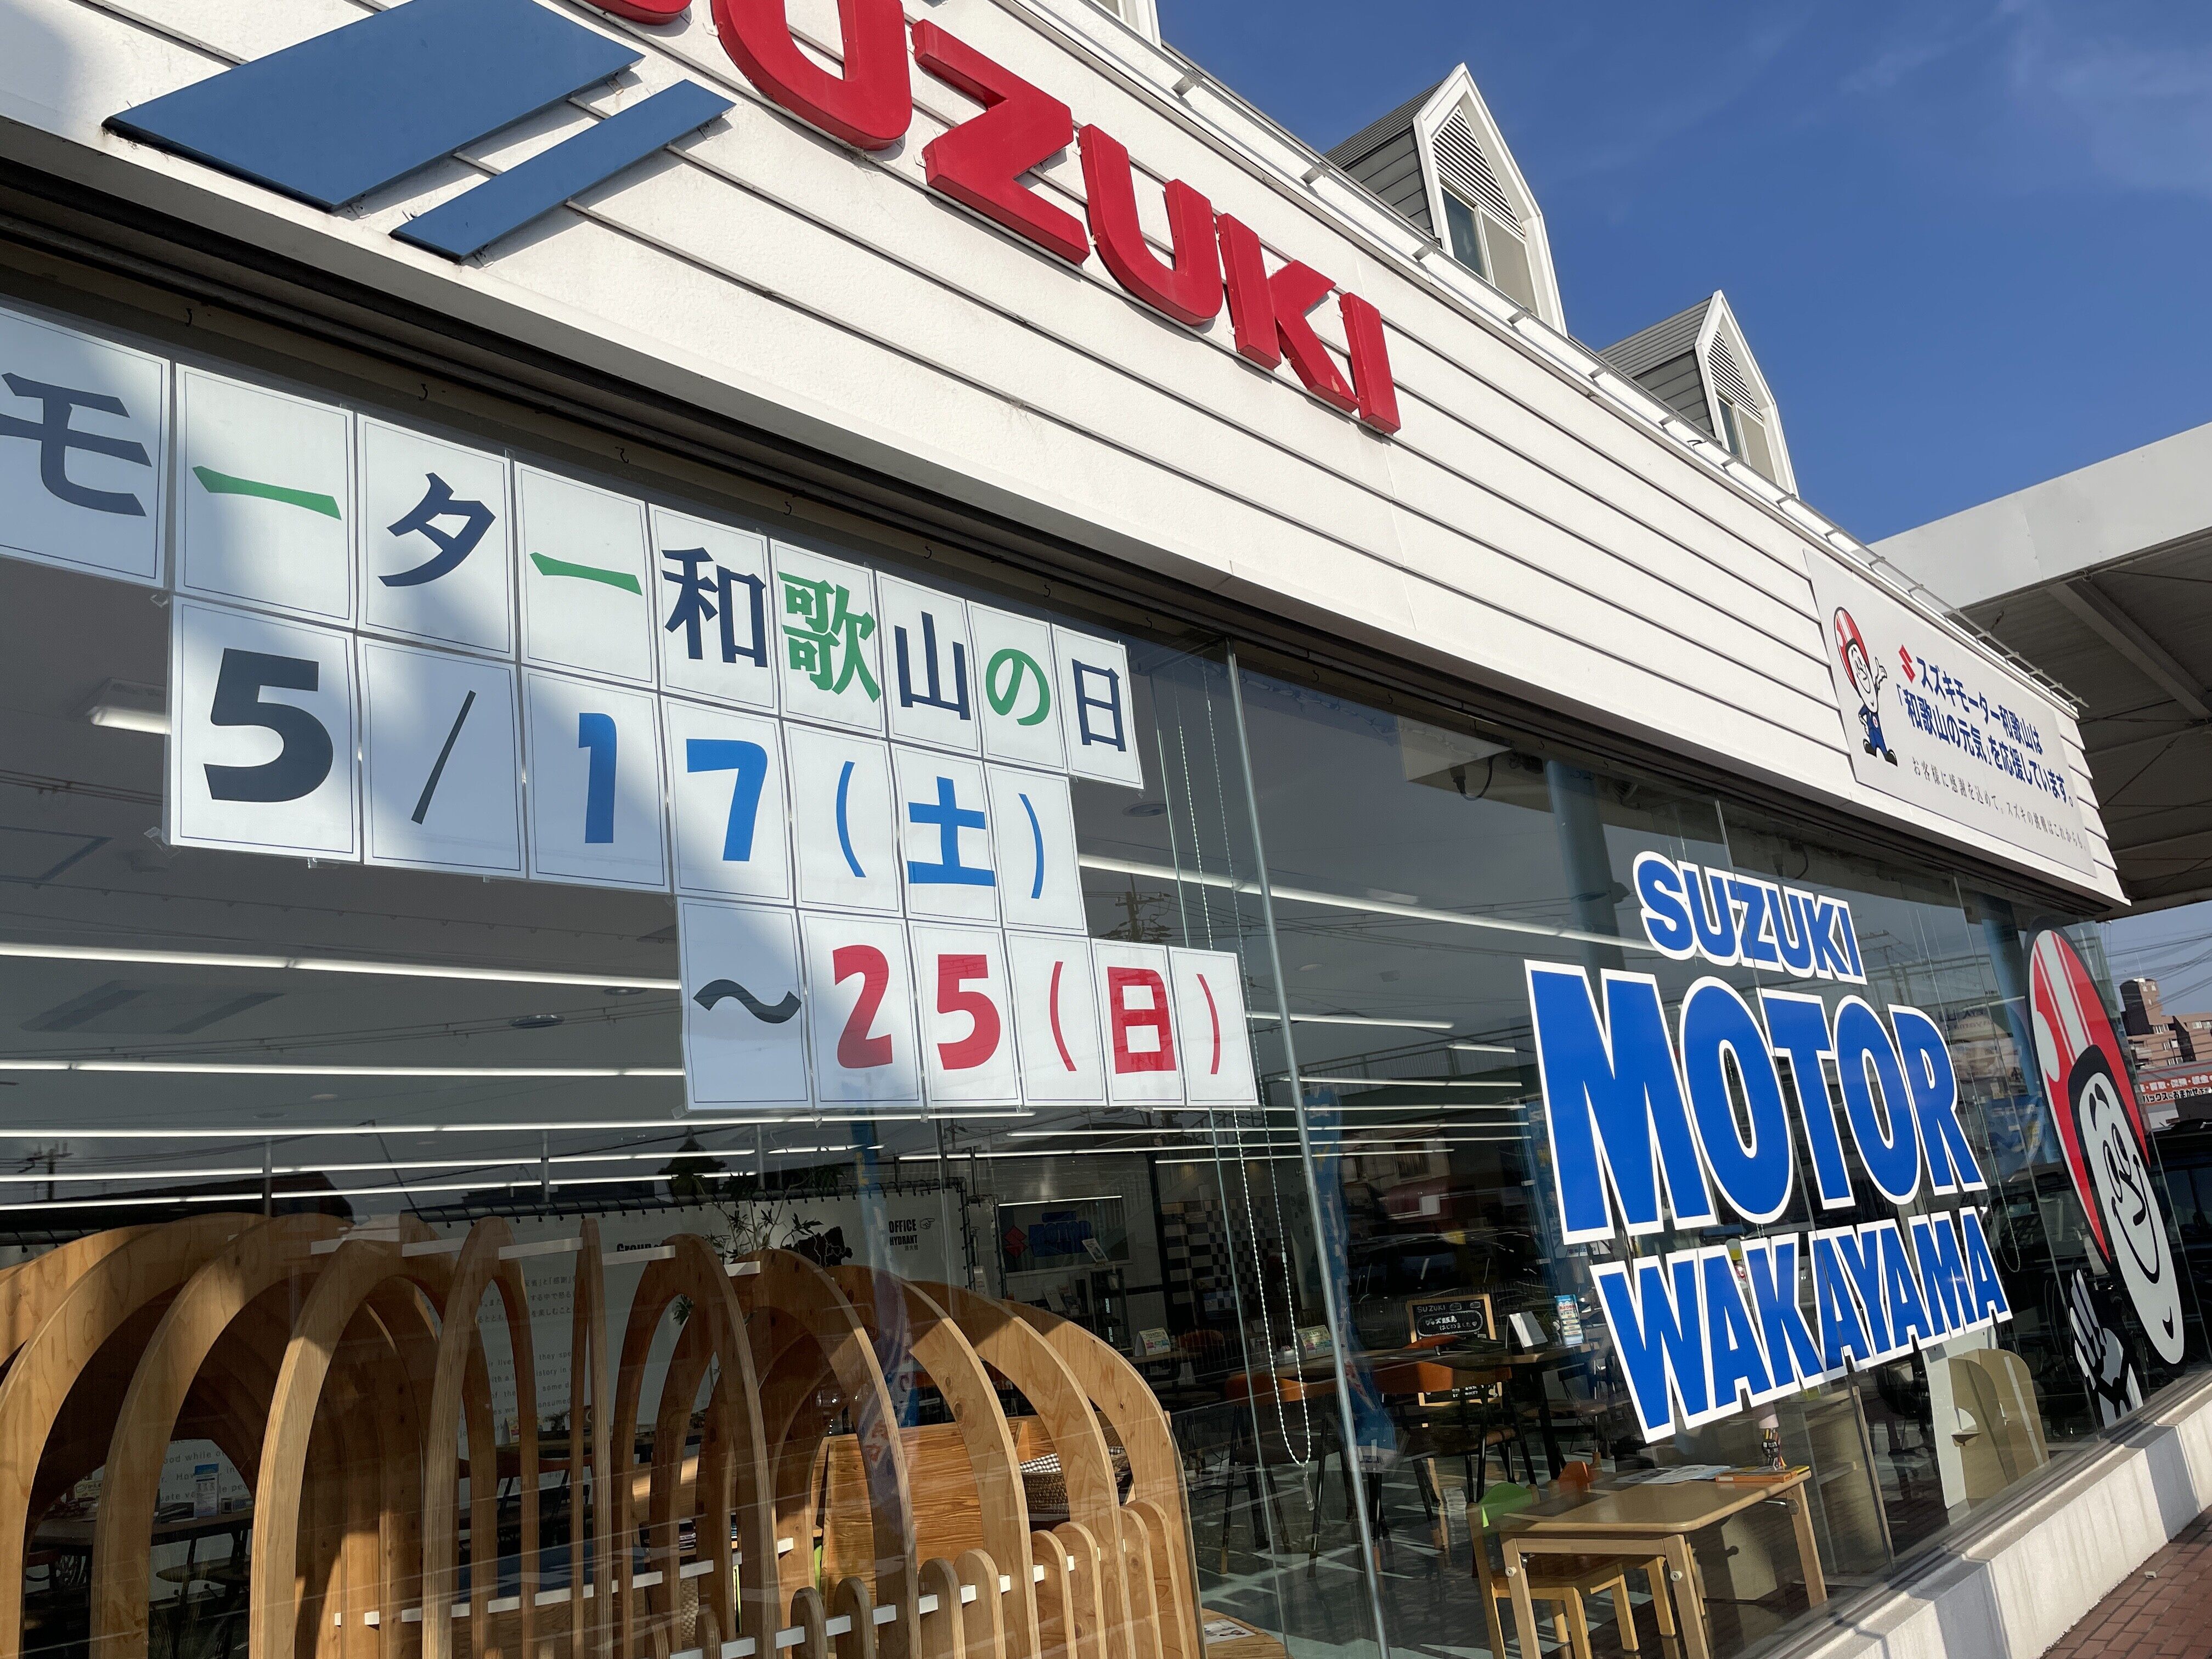 SUZUKI
モーター和歌山の日
5/17(土)
～25(日)
スズキモーター和歌山は
「和歌山の元気」を応援しています。
SUZUKI
MOTOR
WAKAYAMA
OFFICE
HYDRANT
SUZUKI